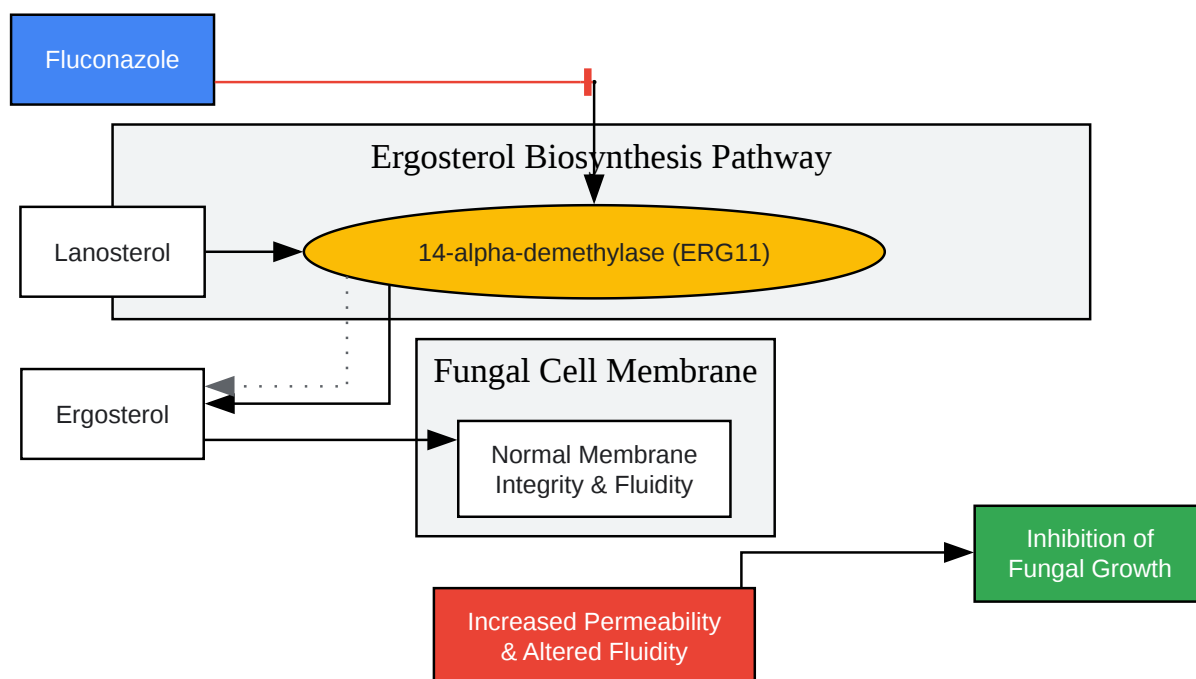 Fluconazole
Ergosterol Biosynthesis Pathway
Lanosterol
14-alpha-demethylase (ERG11)
Ergosterol
Fungal Cell Membrane
Normal Membrane
Integrity & Fluidity
Inhibition of
Fungal Growth
Increased Permeability
& Altered Fluidity